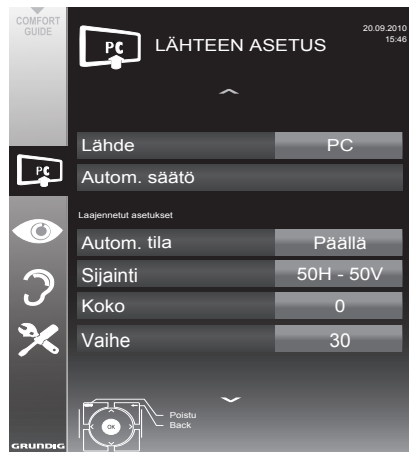 COMFORT
GUIDE
PC
LÄHTEEN ASETUS
20.09.2010
15:46
Lähde PC
PC
Autom. säätö
Laajennetut asetukset
Autom. tila Päällä
Sijainti 50H - 50V
Koko 0
Vaihe 30
Poistu
Back
OK
GRUNDIG